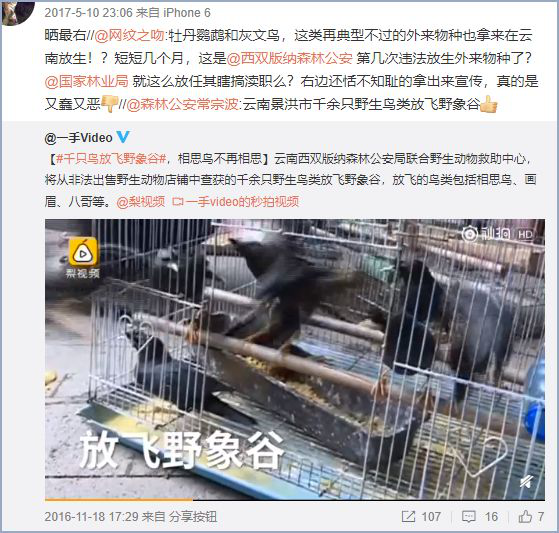 2017-5-10 23:06 来自 iPhone 6
晒最右//@网纹之吻:牡丹鹦鹉和灰文鸟，这类再典型不过的外来物种也拿来在云
南放生！？短短几个月，这是@西双版纳森林公安 第几次违法放生外来物种了？
@国家林业局 就这么放任其瞎搞渎职么？右边还恬不知耻的拿出来宣传，真的是
又蠢又恶👎//@森林公安常宗波:云南景洪市千余只野生鸟类放飞野象谷👍
@一手Video
【#千只鸟放飞野象谷#，相思鸟不再相思】云南西双版纳森林公安局联合野生动物救助中心，
将从非法出售野生动物店铺中查获的千余只野生鸟类放飞野象谷，放飞的鸟类包括相思鸟、画
眉、八哥等。@梨视频 一手video的秒拍视频
梨视频
秒拍 HD
放飞野象谷
2016-11-18 17:29 来自 分享按钮
107
16
7